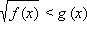 √f(x) < g (x)